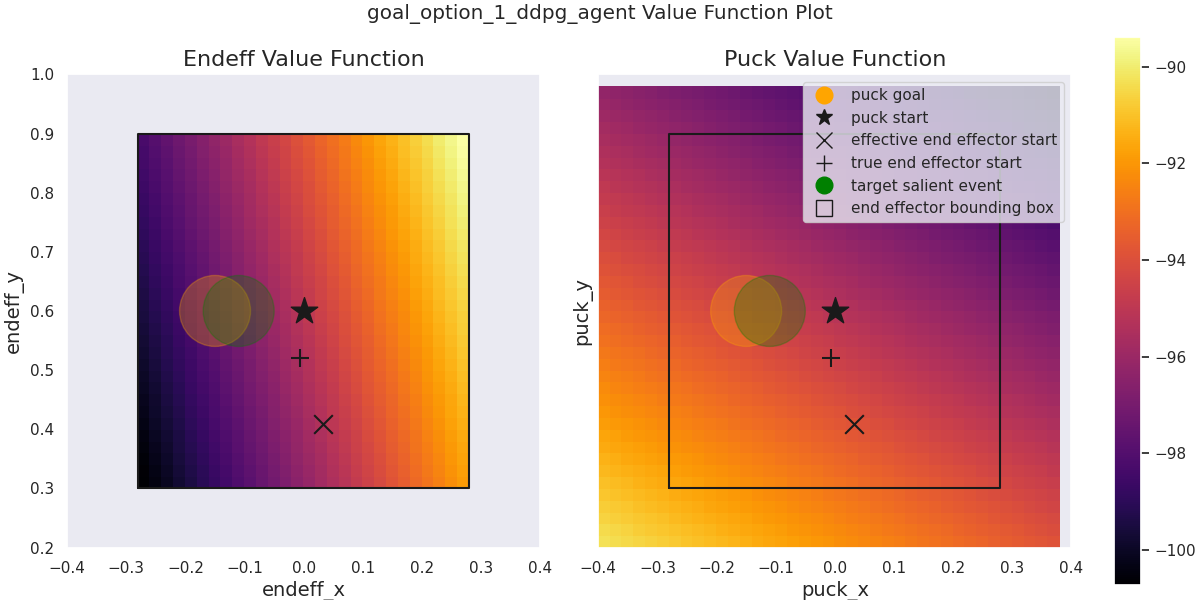 goal_option_1_ddpg_agent Value Function Plot
Endeff Value Function
1.0
0.9
0.8
0.7
0.6
0.5
0.4
0.3
0.2
endeff_y
−0.4 −0.3 −0.2 −0.1 0.0 0.1 0.2 0.3 0.4
endeff_x
Puck Value Function
puck goal
puck start
effective end effector start
true end effector start
target salient event
end effector bounding box
puck_y
−0.4 −0.3 −0.2 −0.1 0.0 0.1 0.2 0.3 0.4
puck_x
−90
−92
−94
−96
−98
−100